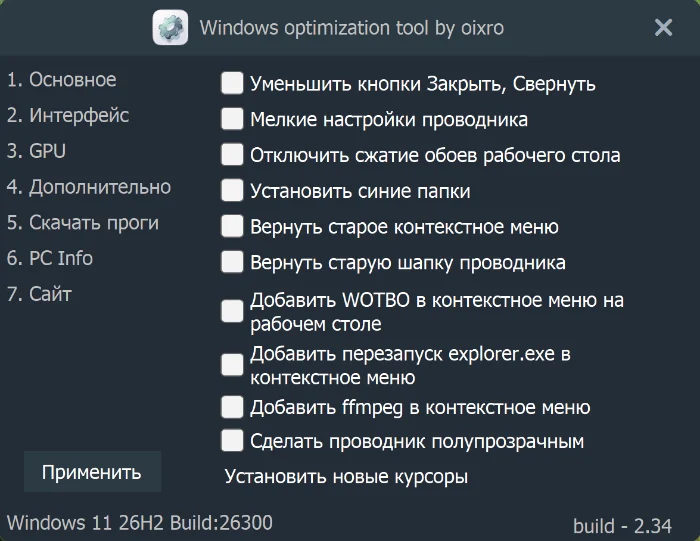 Windows optimization tool by oixro
1. Основное
2. Интерфейс
3. GPU
4. Дополнительно
5. Скачать проги
6. PC Info
7. Сайт
Уменьшить кнопки Закрыть, Свернуть
Мелкие настройки проводника
Отключить сжатие обоев рабочего стола
Установить синие папки
Вернуть старое контекстное меню
Вернуть старую шапку проводника
Добавить WOTBO в контекстное меню на
рабочем столе
Добавить перезапуск explorer.exe в
контекстное меню
Добавить ffmpeg в контекстное меню
Сделать проводник полупрозрачным
Установить новые курсоры
Применить
Windows 11 26H2 Build:26300
build - 2.34